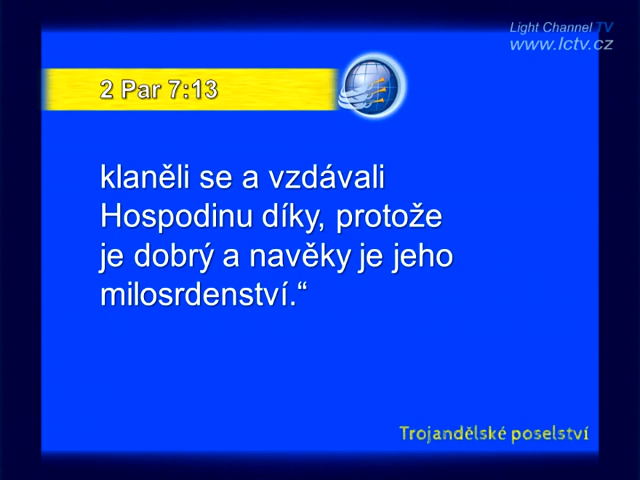 Light Channel TV
www.lctv.cz
2 Par 7:13
klaněli se a vzdávali
Hospodinu díky, protože
je dobrý a navěky je jeho
milosrdenství.“
Trojandělské poselství